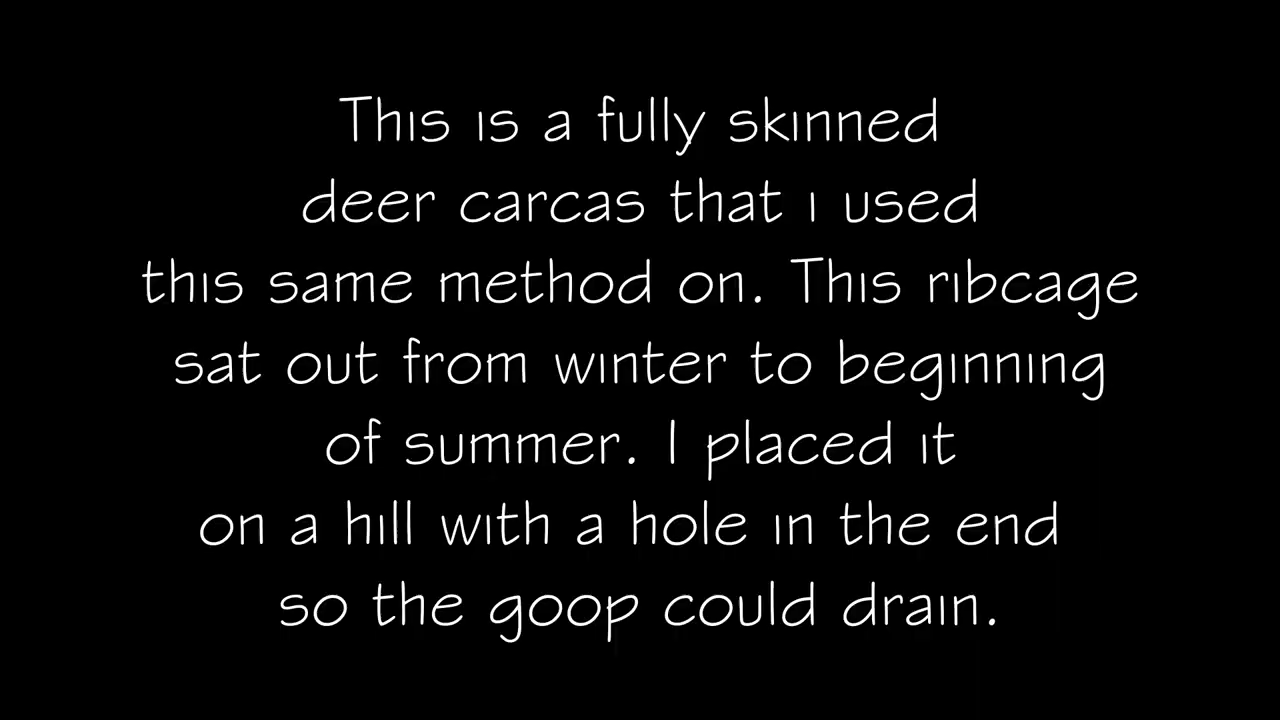 This is a fully skinned
deer carcas that i used
this same method on. This ribcage
sat out from winter to beginning
of summer. I placed it
on a hill with a hole in the end
so the goop could drain.